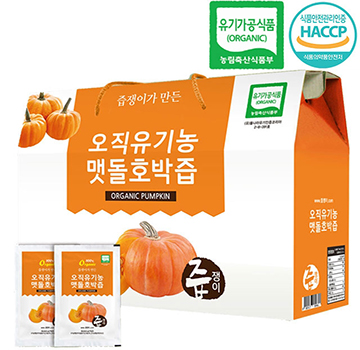 유기가공식품
(ORGANIC)
농림축산식품부
식품안전관리인증
HACCP
식품의약품안전처
즙쟁이가 만든
오직유기농
맷돌호박즙
ORGANIC PUMPKIN
유기가공식품
(ORGANIC)
농림축산식품부
즙쟁이
오직유기농
맷돌호박즙
ORGANIC PUMPKIN
오직유기농
맷돌호박즙
ORGANIC PUMPKIN